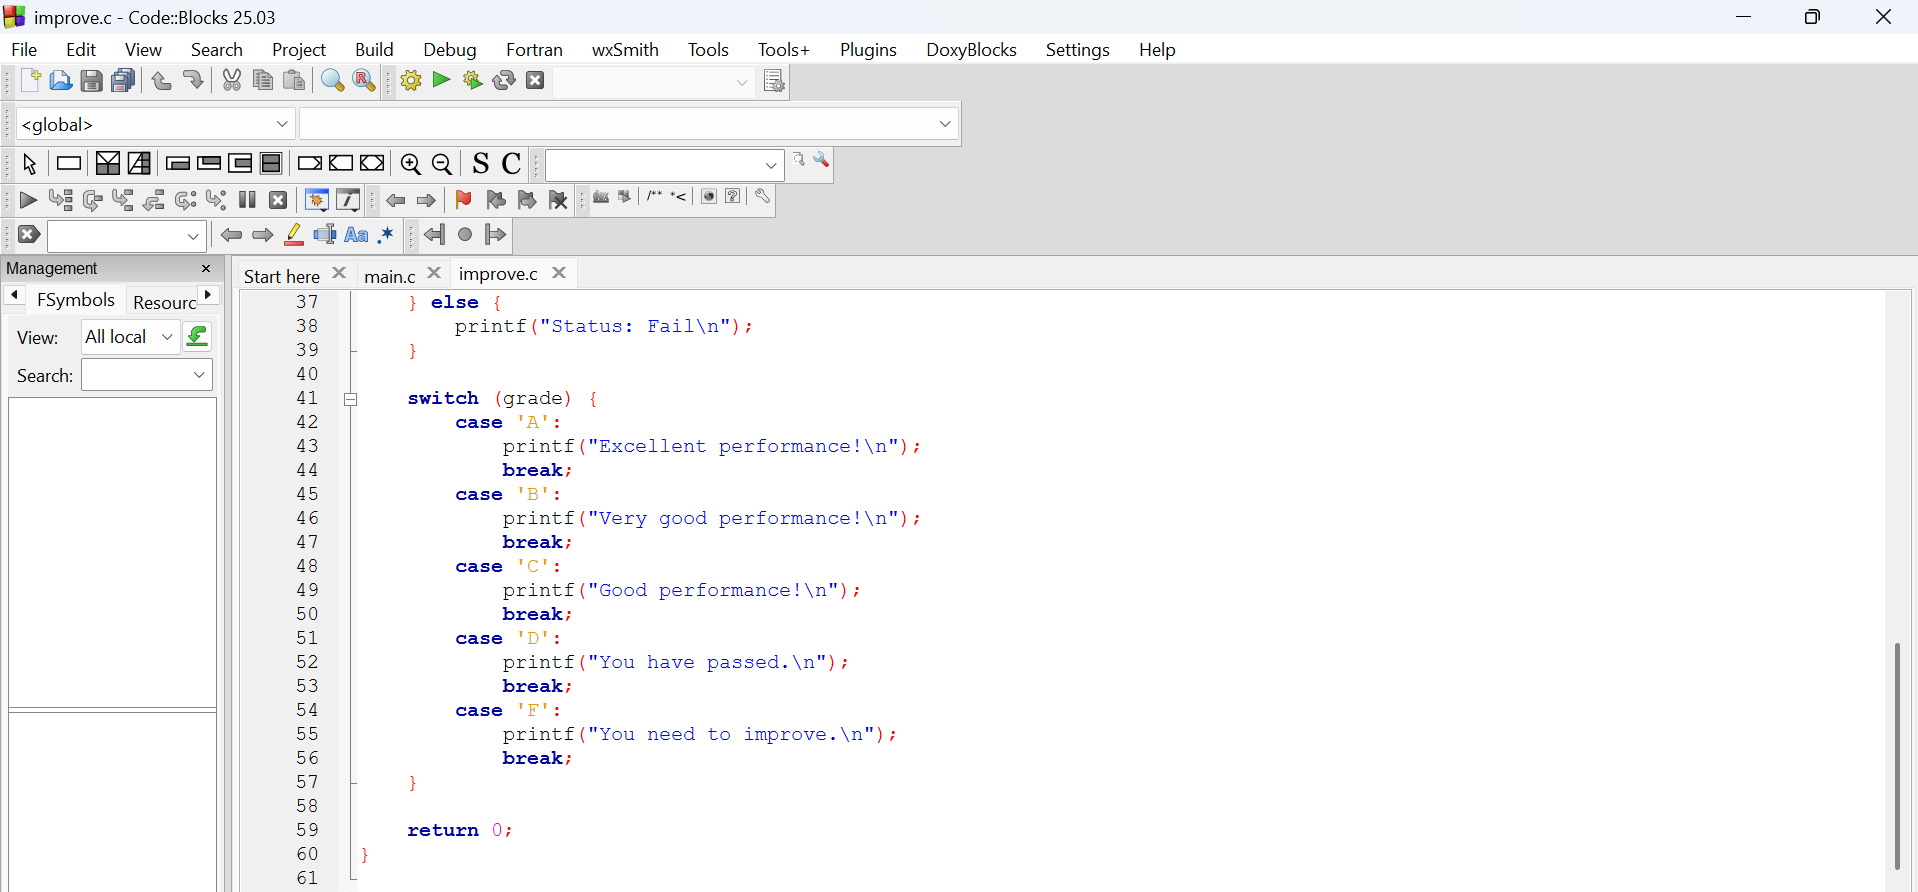 improve.c - Code::Blocks 25.03
File Edit View Search Project Build Debug Fortran wxSmith Tools Tools+ Plugins DoxyBlocks Settings Help
<global>
S C
/** *<
Aa .*
Management
Start here main.c improve.c
FSymbols Resourc
View: All local
Search:
37 } else {
38 printf("Status: Fail\n");
39 }
40
41 switch (grade) {
42 case 'A':
43 printf("Excellent performance!\n");
44 break;
45 case 'B':
46 printf("Very good performance!\n");
47 break;
48 case 'C':
49 printf("Good performance!\n");
50 break;
51 case 'D':
52 printf("You have passed.\n");
53 break;
54 case 'F':
55 printf("You need to improve.\n");
56 break;
57 }
58
59 return 0;
60 }
61